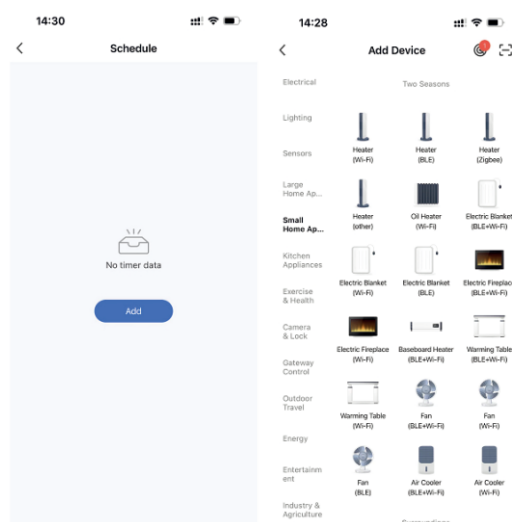 14:30
Schedule
No timer data
Add
14:28
Add Device
1
Electrical
Lighting
Sensors
Large
Home Ap...
Small
Home Ap...
Kitchen
Appliances
Exercise
& Health
Camera
& Lock
Gateway
Control
Outdoor
Travel
Energy
Entertainm
ent
Industry &
Agriculture
Two Seasons
Heater
(Wi-Fi)
Heater
(BLE)
Heater
(Zigbee)
Heater
(other)
Oil Heater
(Wi-Fi)
Electric Blanket
(BLE+Wi-Fi)
Electric Blanket
(Wi-Fi)
Electric Blanket
(BLE)
Electric Fireplace
(BLE+Wi-Fi)
Electric Fireplace
(Wi-Fi)
Baseboard Heater
(BLE+Wi-Fi)
Warming Table
(BLE+Wi-Fi)
Warming Table
(Wi-Fi)
Fan
(BLE+Wi-Fi)
Fan
(Wi-Fi)
Fan
(BLE)
Air Cooler
(BLE+Wi-Fi)
Air Cooler
(Wi-Fi)